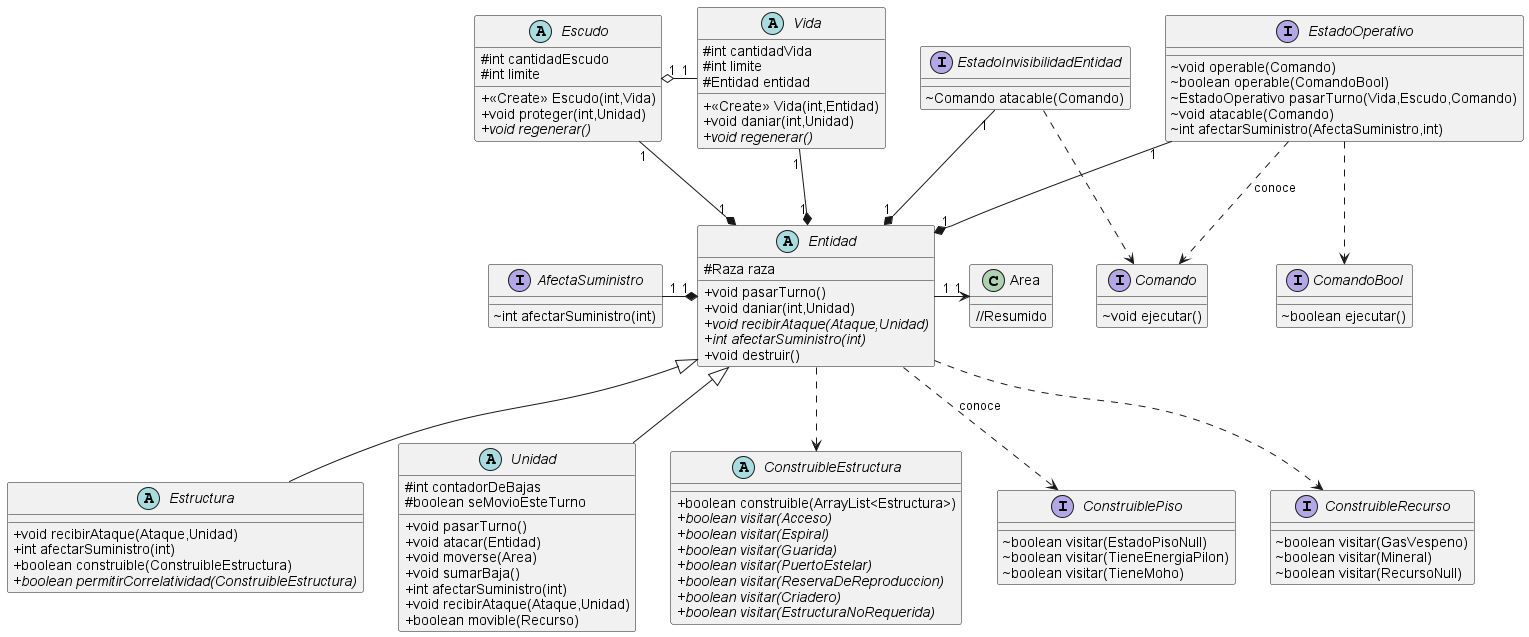 A Escudo
#int cantidadEscudo
#int limite
+«Create» Escudo(int,Vida)
+void proteger(int,Unidad)
+void regenerar()
A Vida
#int cantidadVida
#int limite
#Entidad entidad
+«Create» Vida(int,Entidad)
+void daniar(int,Unidad)
+void regenerar()
1 1
I EstadoInvisibilidadEntidad
~Comando atacable(Comando)
I EstadoOperativo
~void operable(Comando)
~boolean operable(ComandoBool)
~EstadoOperativo pasarTurno(Vida,Escudo,Comando)
~void atacable(Comando)
~int afectarSuministro(AfectaSuministro,int)
1
1
1
1
conoce
1
1
1
1
I AfectaSuministro
~int afectarSuministro(int)
1 1
A Entidad
#Raza raza
+void pasarTurno()
+void daniar(int,Unidad)
+void recibirAtaque(Ataque,Unidad)
+int afectarSuministro(int)
+void destruir()
1 1
C Area
//Resumido
I Comando
~void ejecutar()
I ComandoBool
~boolean ejecutar()
conoce
A Estructura
+void recibirAtaque(Ataque,Unidad)
+int afectarSuministro(int)
+boolean construible(ConstruibleEstructura)
+boolean permitirCorrelatividad(ConstruibleEstructura)
A Unidad
#int contadorDeBajas
#boolean seMovioEsteTurno
+void pasarTurno()
+void atacar(Entidad)
+void moverse(Area)
+void sumarBaja()
+int afectarSuministro(int)
+void recibirAtaque(Ataque,Unidad)
+boolean movible(Recurso)
A ConstruibleEstructura
+boolean construible(ArrayList<Estructura>)
+boolean visitar(Acceso)
+boolean visitar(Espiral)
+boolean visitar(Guarida)
+boolean visitar(PuertoEstelar)
+boolean visitar(ReservaDeReproduccion)
+boolean visitar(Criadero)
+boolean visitar(EstructuraNoRequerida)
I ConstruiblePiso
~boolean visitar(EstadoPisoNull)
~boolean visitar(TieneEnergiaPilon)
~boolean visitar(TieneMoho)
I ConstruibleRecurso
~boolean visitar(GasVespeno)
~boolean visitar(Mineral)
~boolean visitar(RecursoNull)